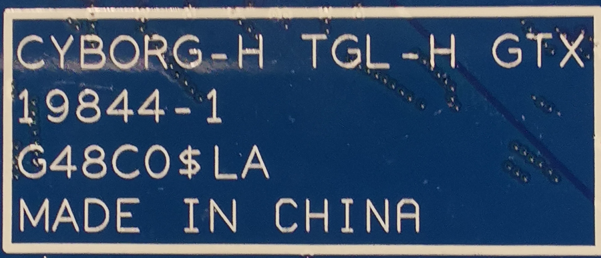 CYBORG-H TGL-H GTX
19844-1
G48C0$LA
MADE IN CHINA